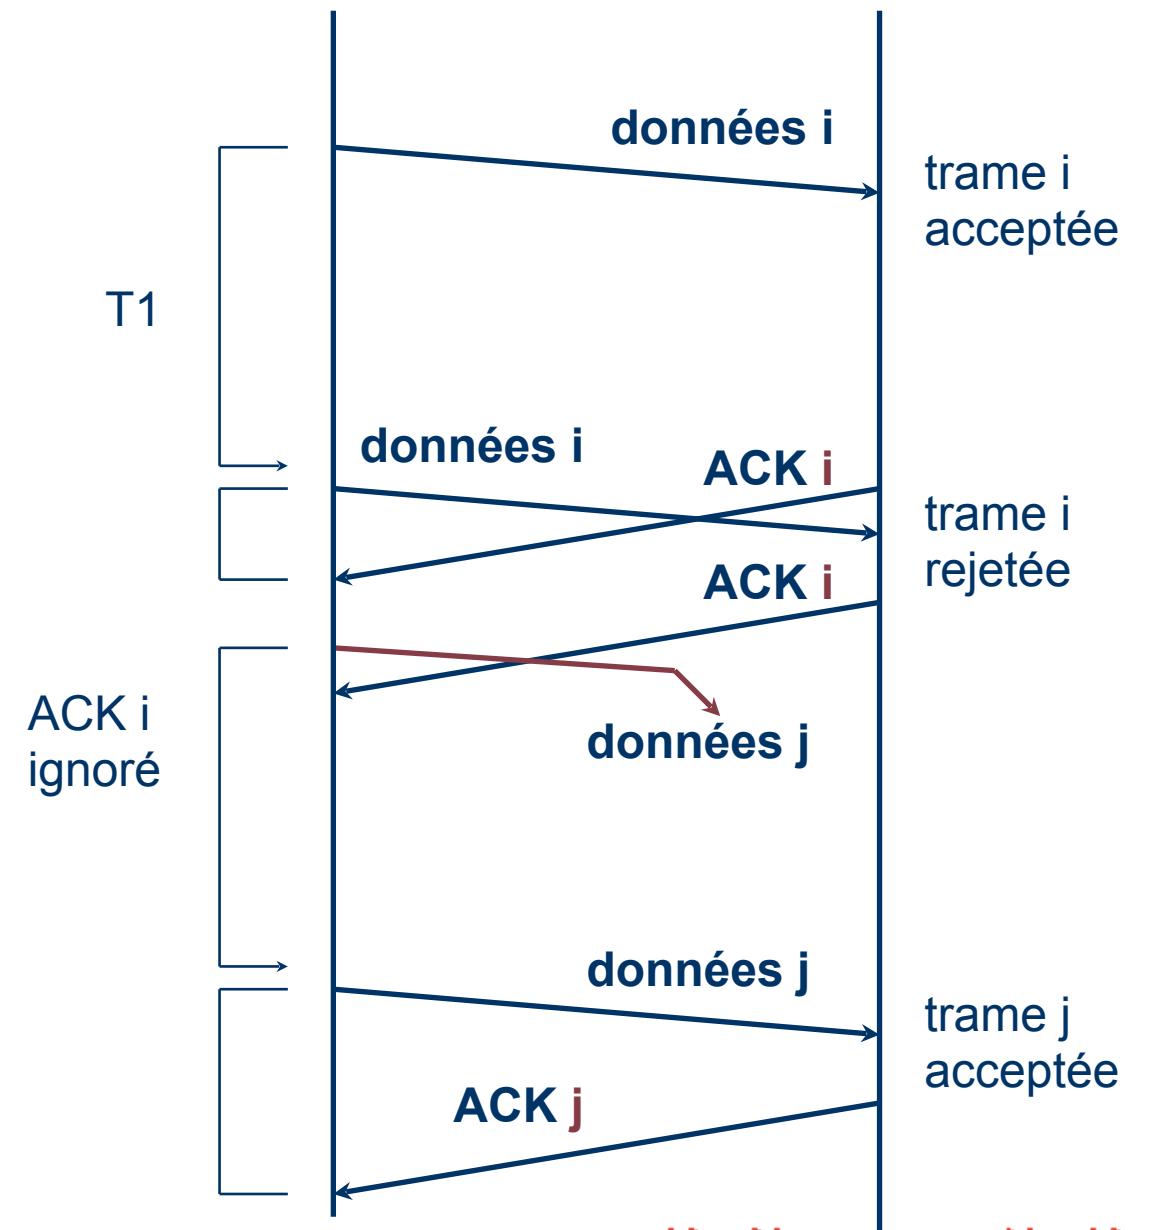 données i
trame i
acceptée
T1
données i
ACK i
trame i
rejetée
ACK i
ACK i
ignoré
données j
données j
trame j
acceptée
ACK j